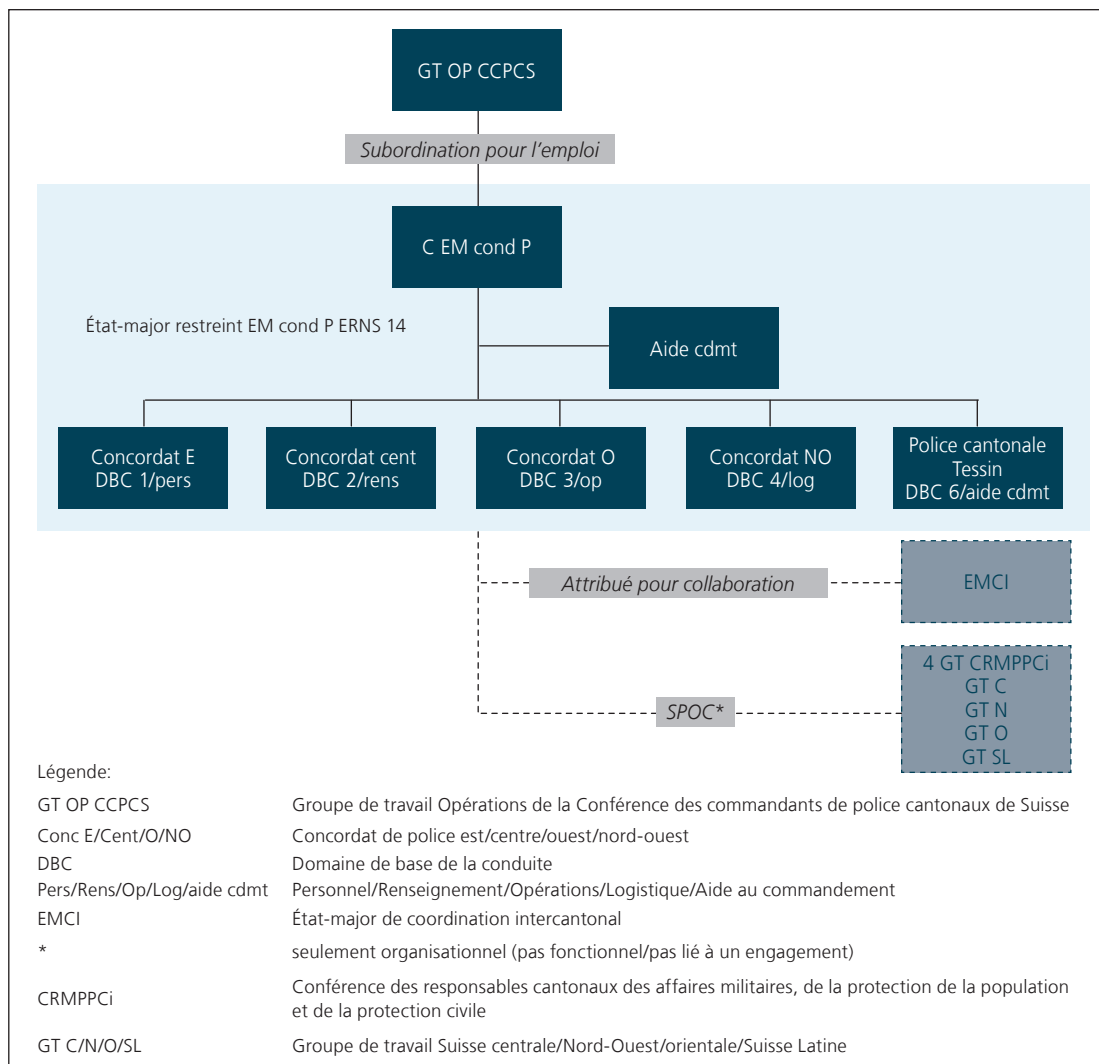 GT OP CCPCS
Subordination pour l'emploi
C EM cond P
État-major restreint EM cond P ERNS 14
Aide cdmt
Concordat E
DBC 1/pers
Concordat cent
DBC 2/rens
Concordat O
DBC 3/op
Concordat NO
DBC 4/log
Police cantonale
Tessin
DBC 6/aide cdmt
Attribué pour collaboration
EMCI
SPOC*
4 GT CRMPPCi
GT C
GT N
GT O
GT SL
Légende:
GT OP CCPCS Groupe de travail Opérations de la Conférence des commandants de police cantonaux de Suisse
Conc E/Cent/O/NO Concordat de police est/centre/ouest/nord-ouest
DBC Domaine de base de la conduite
Pers/Rens/Op/Log/aide cdmt Personnel/Renseignement/Opérations/Logistique/Aide au commandement
EMCI État-major de coordination intercantonal
* seulement organisationnel (pas fonctionnel/pas lié à un engagement)
CRMPPCi Conférence des responsables cantonaux des affaires militaires, de la protection de la population
et de la protection civile
GT C/N/O/SL Groupe de travail Suisse centrale/Nord-Ouest/orientale/Suisse Latine